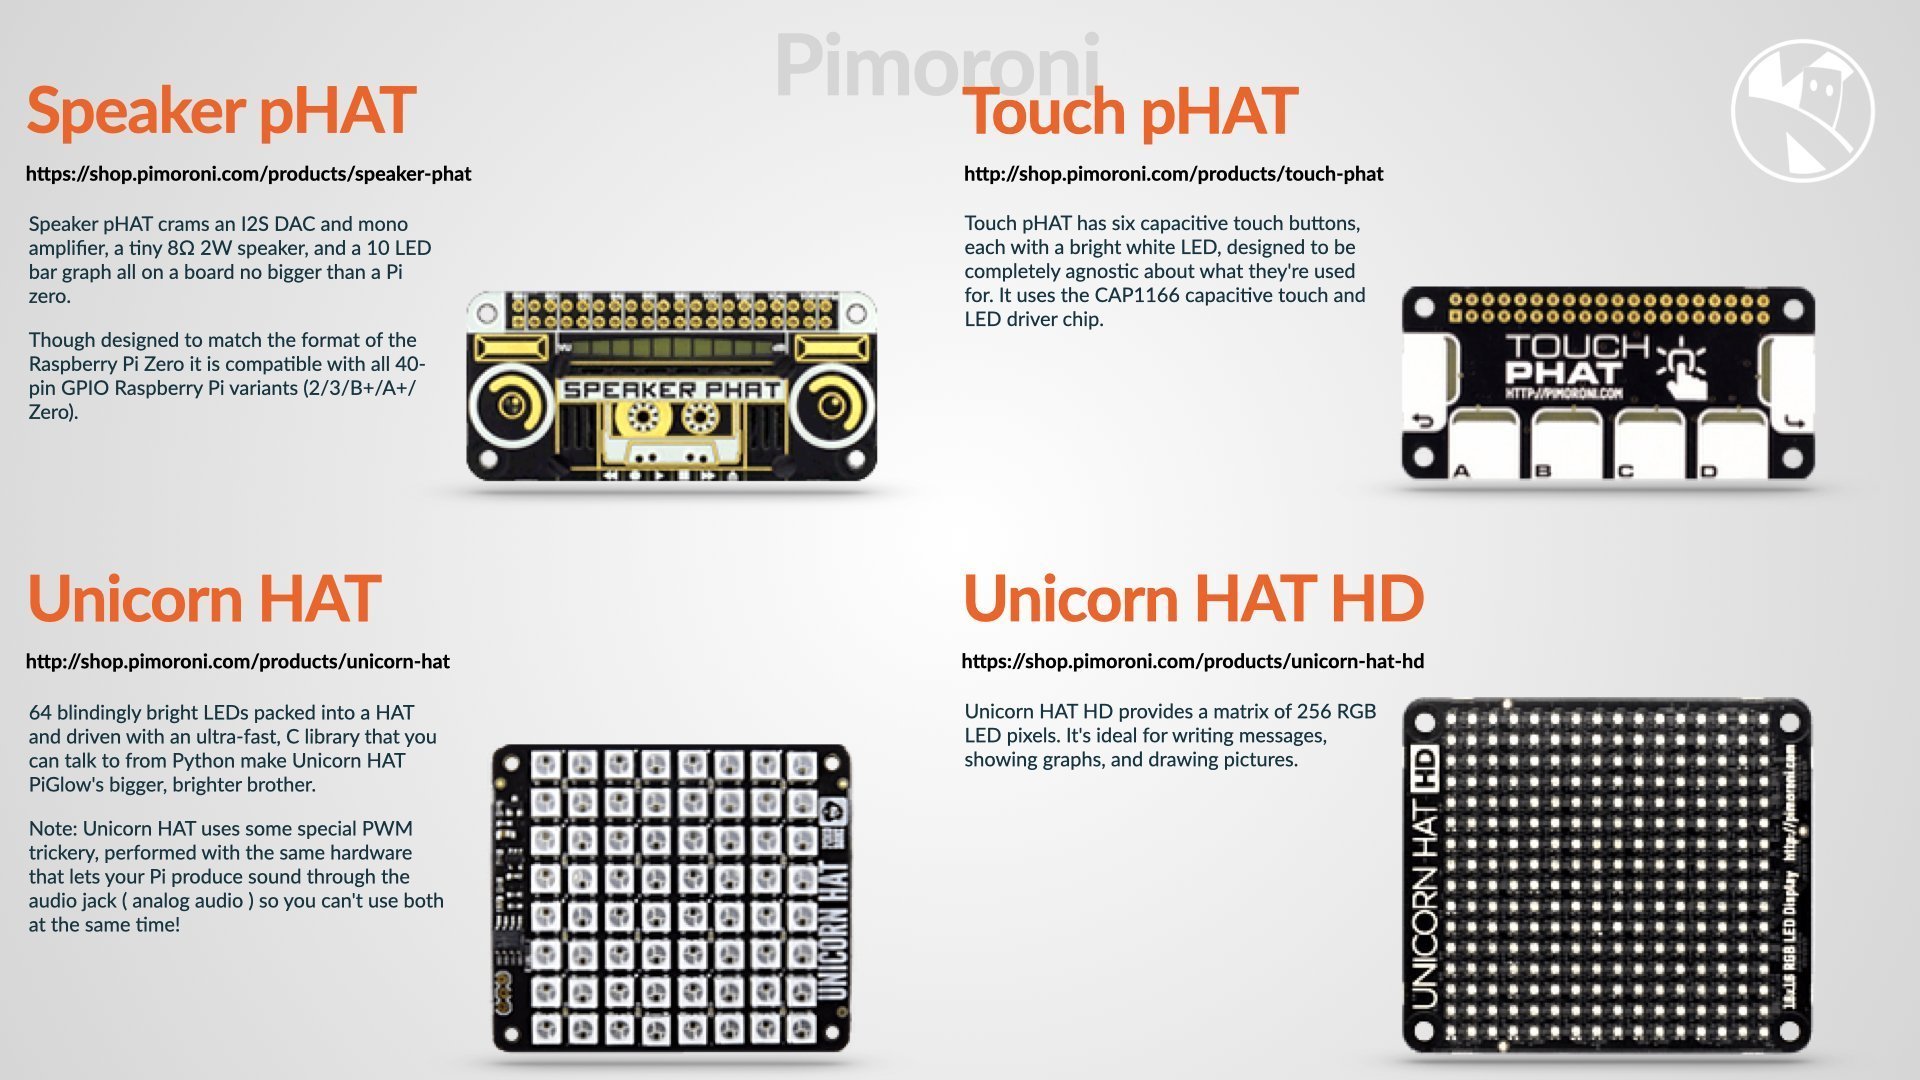 Pimoroni
Speaker pHAT
https://shop.pimoroni.com/products/speaker-phat
Speaker pHAT crams an I2S DAC and mono
amplifier, a tiny 8Ω 2W speaker, and a 10 LED
bar graph all on a board no bigger than a Pi
zero.
Though designed to match the format of the
Raspberry Pi Zero it is compatible with all 40-
pin GPIO Raspberry Pi variants (2/3/B+/A+/
Zero).
SPEAKER PHAT
Touch pHAT
http://shop.pimoroni.com/products/touch-phat
Touch pHAT has six capacitive touch buttons,
each with a bright white LED, designed to be
completely agnostic about what they're used
for. It uses the CAP1166 capacitive touch and
LED driver chip.
TOUCH
PHAT
HTTP://PIMORONI.COM
A B C D
Unicorn HAT
http://shop.pimoroni.com/products/unicorn-hat
64 blindingly bright LEDs packed into a HAT
and driven with an ultra-fast, C library that you
can talk to from Python make Unicorn HAT
PiGlow's bigger, brighter brother.
Note: Unicorn HAT uses some special PWM
trickery, performed with the same hardware
that lets your Pi produce sound through the
audio jack ( analog audio ) so you can't use both
at the same time!
UNICORN HAT
Unicorn HAT HD
https://shop.pimoroni.com/products/unicorn-hat-hd
Unicorn HAT HD provides a matrix of 256 RGB
LED pixels. It's ideal for writing messages,
showing graphs, and drawing pictures.
UNICORN HAT HD
16x16 RGB LED Display http://pimoroni.com